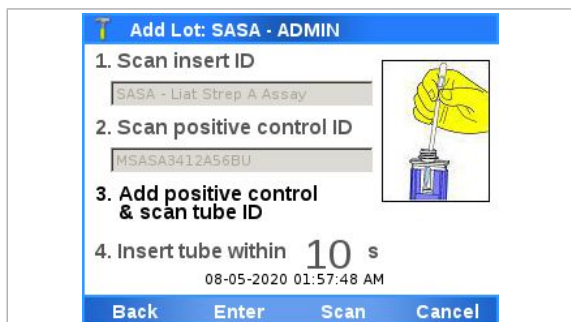 Add Lot: SASA - ADMIN
1. Scan insert ID
SASA - Liat Strep A Assay
2. Scan positive control ID
MSASA3412A56BU
3. Add positive control
& scan tube ID
4. Insert tube within 10 s
08-05-2020 01:57:48 AM
Back Enter Scan Cancel